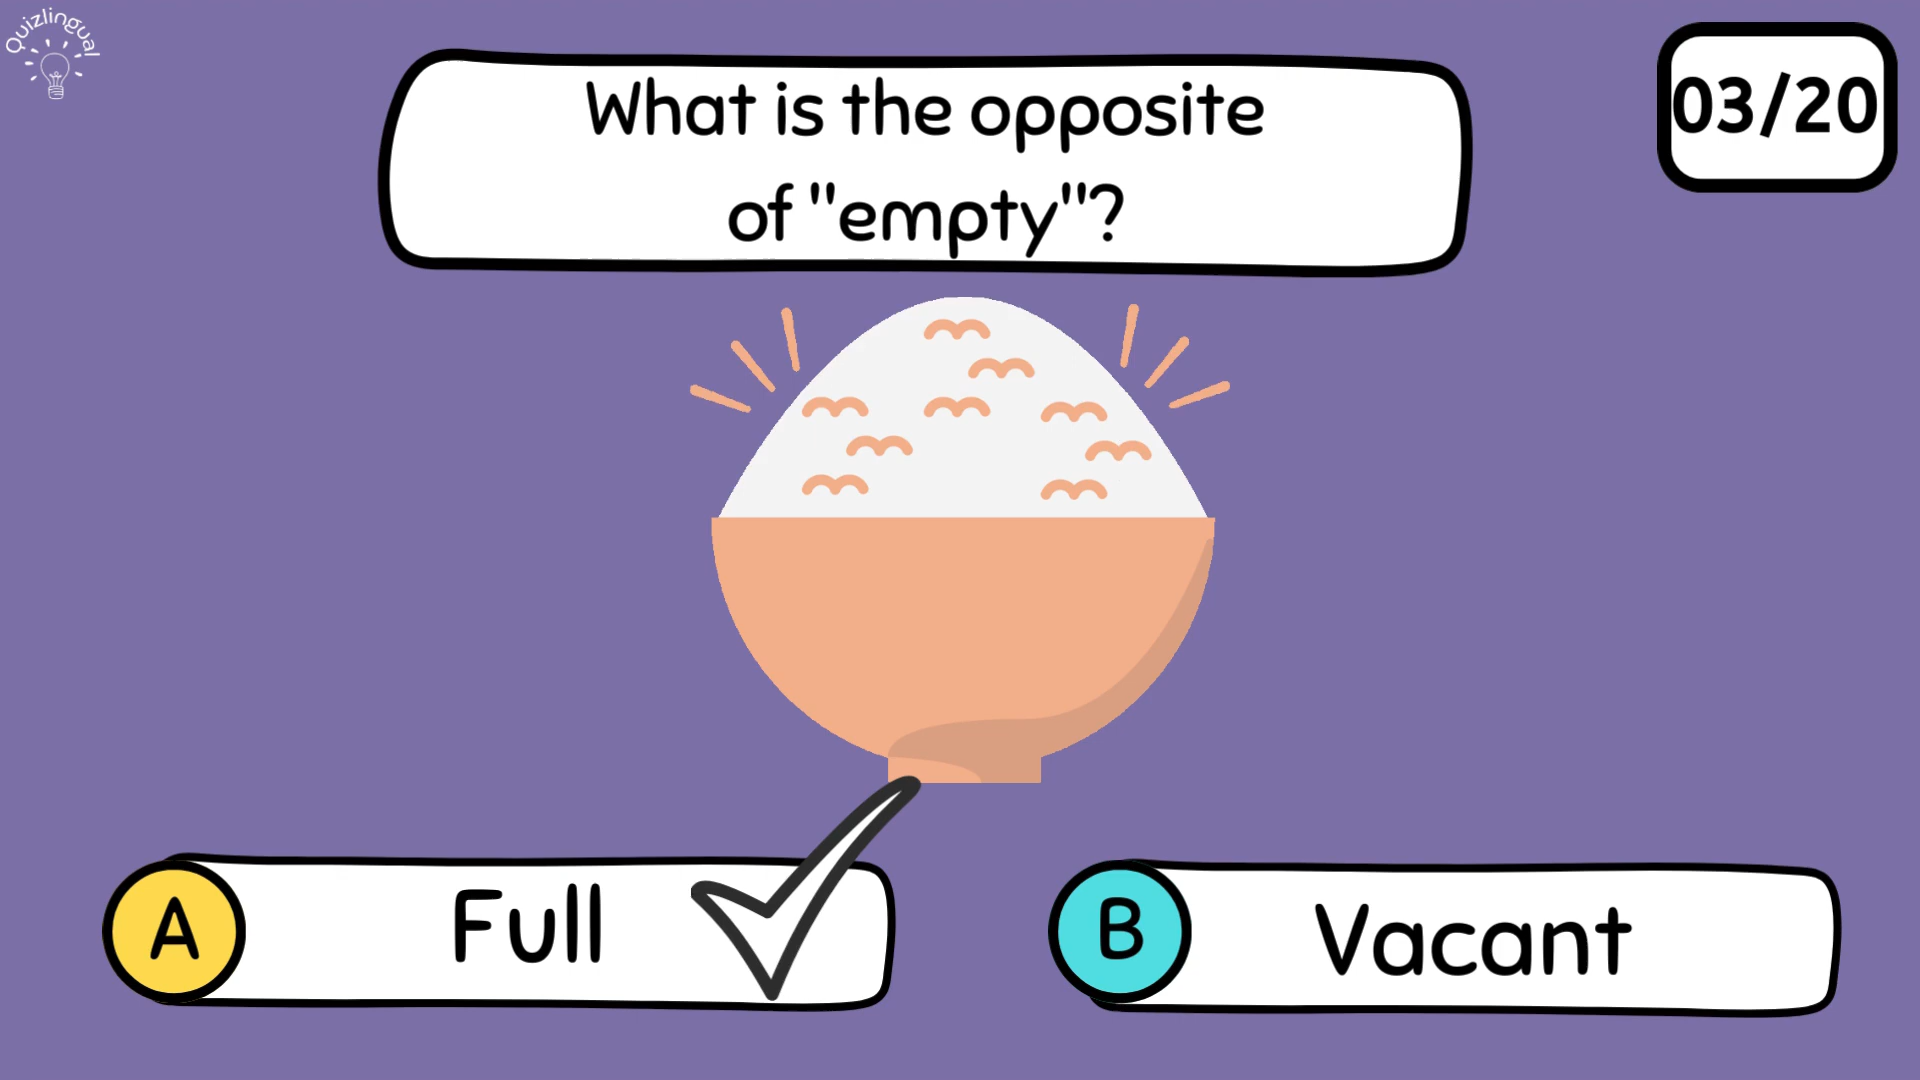 Quizlingual
What is the opposite
of "empty"?
03/20
A
Full
B
Vacant